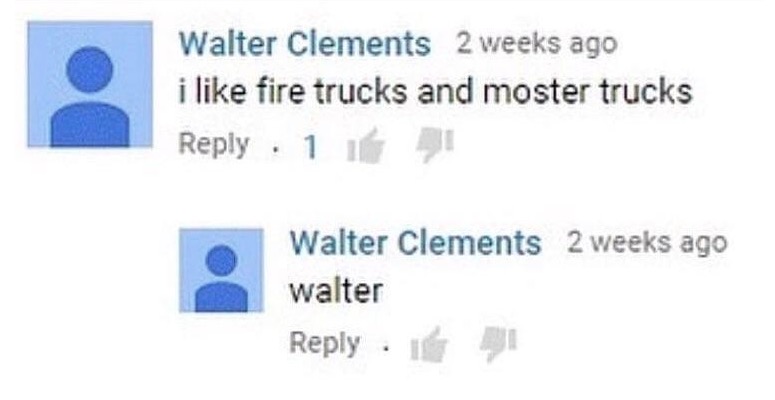 Walter Clements 2 weeks ago
i like fire trucks and moster trucks
Reply . 1
Walter Clements 2 weeks ago
walter
Reply .